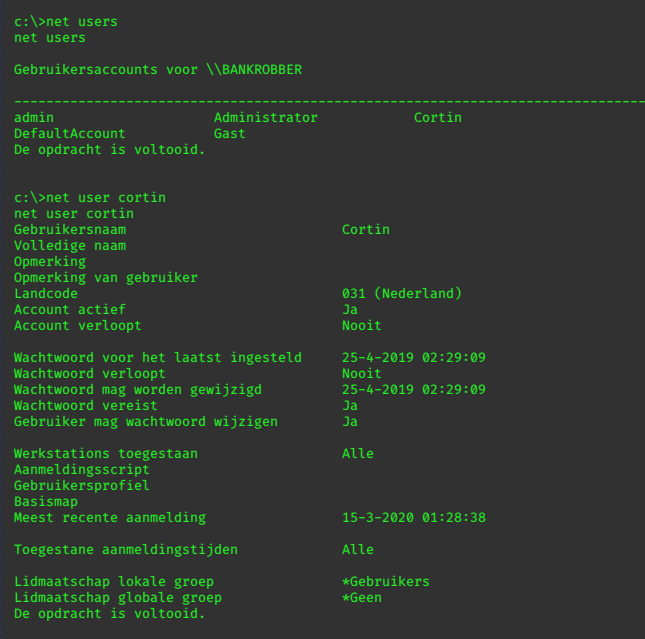 c:\>net users
net users
Gebruikersaccounts voor \\BANKROBBER
-------------------------------------------------------------------------------
admin                    Administrator            Cortin
DefaultAccount           Gast
De opdracht is voltooid.
c:\>net user cortin
net user cortin
Gebruikersnaam                           Cortin
Volledige naam
Opmerking
Opmerking van gebruiker
Landcode                                 031 (Nederland)
Account actief                           Ja
Account verloopt                         Nooit
Wachtwoord voor het laatst ingesteld     25-4-2019 02:29:09
Wachtwoord verloopt                      Nooit
Wachtwoord mag worden gewijzigd          25-4-2019 02:29:09
Wachtwoord vereist                       Ja
Gebruiker mag wachtwoord wijzigen        Ja
Werkstations toegestaan                  Alle
Aanmeldingsscript
Gebruikersprofiel
Basismap
Meest recente aanmelding                 15-3-2020 01:28:38
Toegestane aanmeldingstijden             Alle
Lidmaatschap lokale groep                *Gebruikers
Lidmaatschap globale groep               *Geen
De opdracht is voltooid.